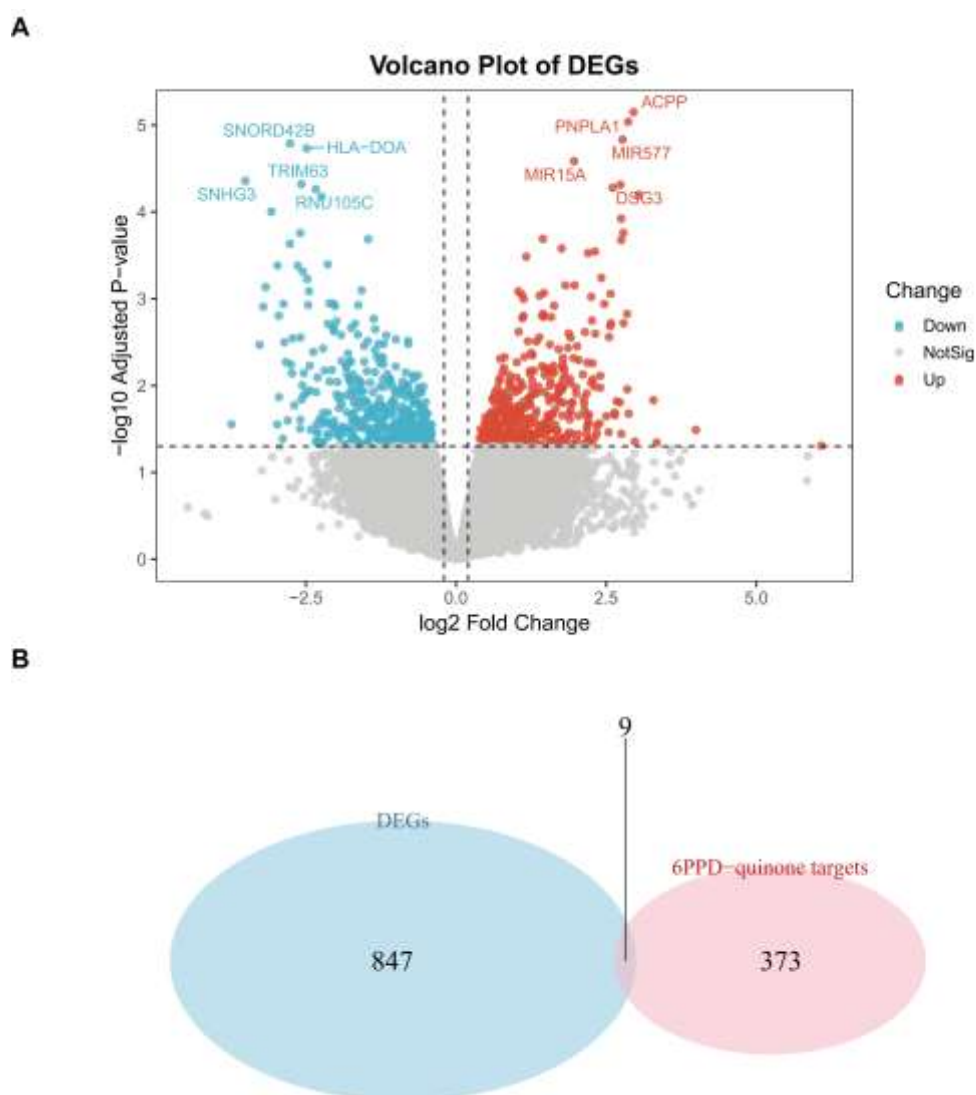 A
Volcano Plot of DEGs
ACPP
PNPLA1
SNORD42B
HLA−DOA
MIR577
TRIM63
MIR15A
SNHG3
RNU105C
DSG3
5
4
3
2
1
0
−log10 Adjusted P−value
−2.5
0.0
2.5
5.0
log2 Fold Change
Change
Down
NotSig
Up
B
9
DEGs
6PPD−quinone targets
847
373